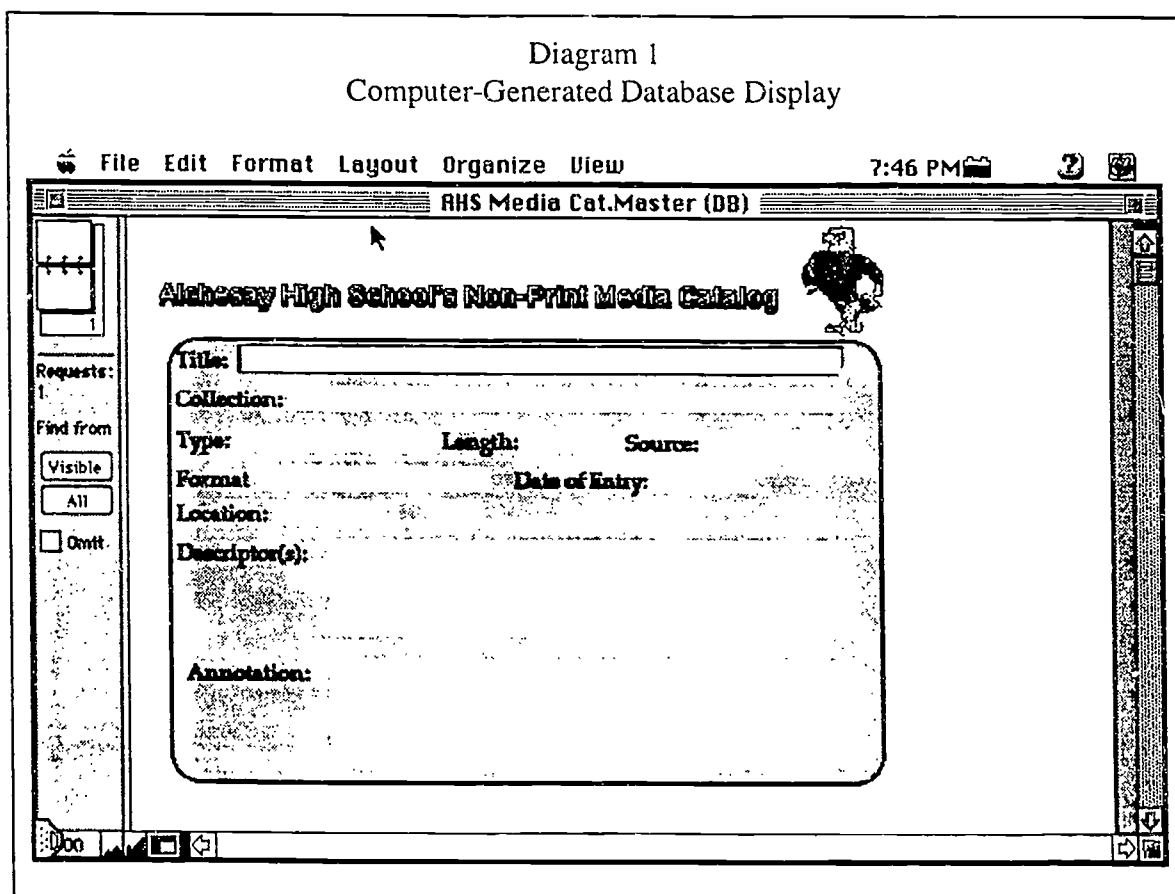 Diagram 1
Computer-Generated Database Display
File Edit Format Layout Organize View 7:46 PM
AHS Media Cat.Master (DB)
Alchesay High School's Non-Print Media Catalog
1
Requests:
1
Find from
Visible
All
Omit
Title:
Collection:
Type: Length: Source:
Format Date of Entry:
Location:
Descriptor(s):
Annotation: